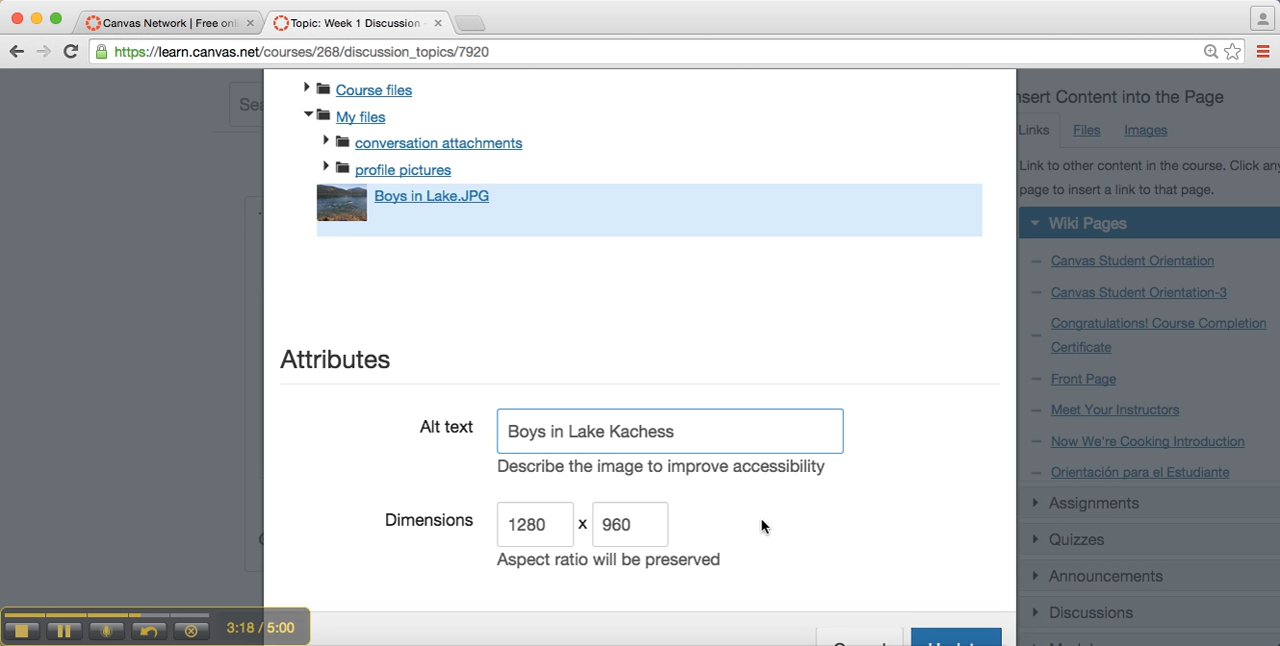 Canvas Network | Free onli
Topic: Week 1 Discussion
https://learn.canvas.net/courses/268/discussion_topics/7920
Course files
My files
conversation attachments
profile pictures
Boys in Lake.JPG
Attributes
Alt text
Boys in Lake Kachess
Describe the image to improve accessibility
Dimensions
1280 x 960
Aspect ratio will be preserved
Sea
nsert Content into the Page
Links Files Images
Link to other content in the course. Click any
page to insert a link to that page.
Wiki Pages
Canvas Student Orientation
Canvas Student Orientation-3
Congratulations! Course Completion
Certificate
Front Page
Meet Your Instructors
Now We're Cooking Introduction
Orientación para el Estudiante
Assignments
Quizzes
Announcements
Discussions
3:18 / 5:00